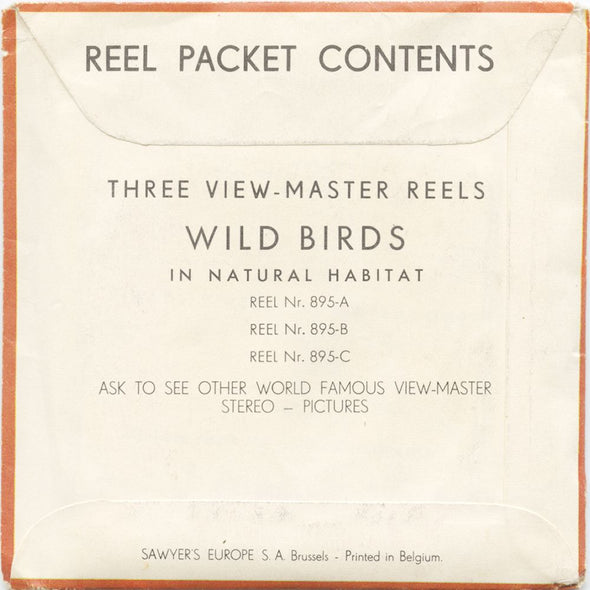 REEL PACKET CONTENTS
THREE VIEW-MASTER REELS
WILD BIRDS
IN NATURAL HABITAT
REEL Nr. 895-A
REEL Nr. 895-B
REEL Nr. 895-C
ASK TO SEE OTHER WORLD FAMOUS VIEW-MASTER
STEREO – PICTURES
SAWYER'S EUROPE S. A. Brussels - Printed in Belgium.